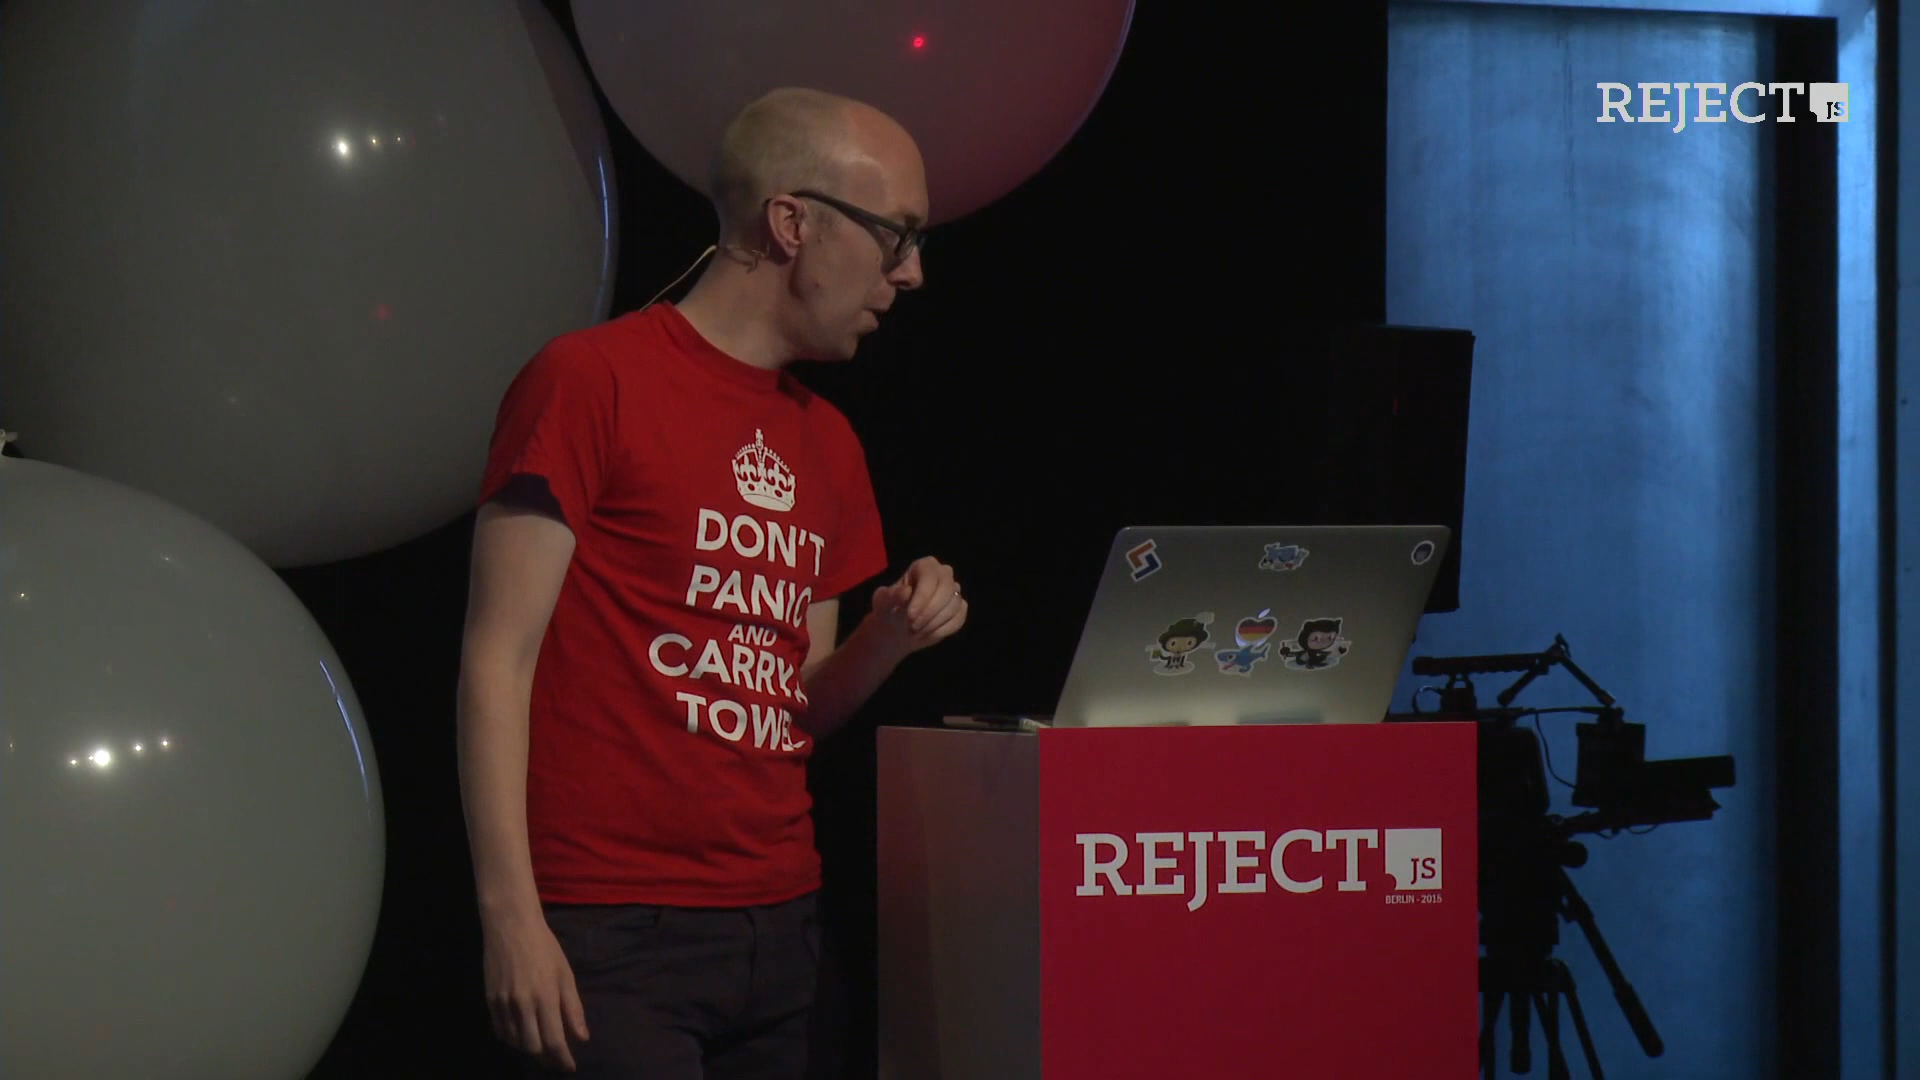 REJECT JS
DON'T
PANIC
AND
CARRY A
TOWEL
REJECT JS
BERLIN - 2015